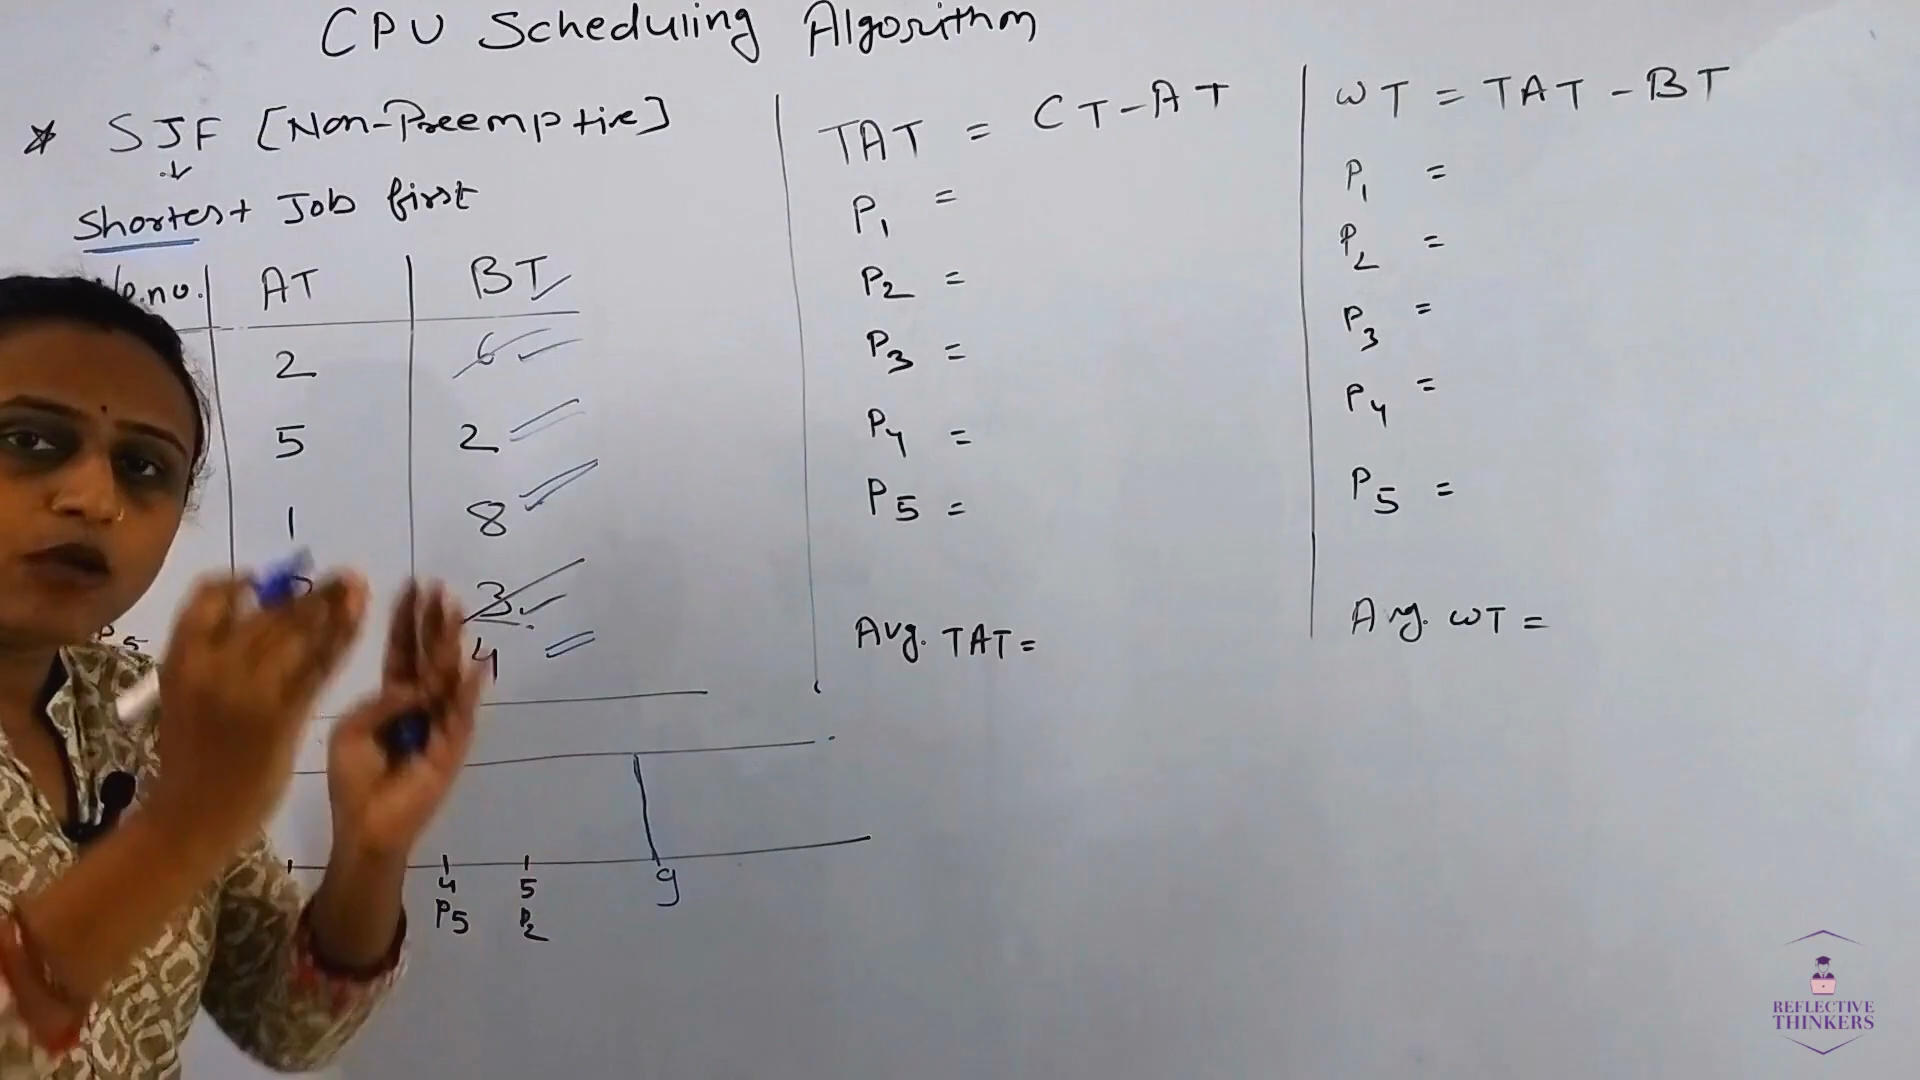 CPU Scheduling Algorithm
* SJF [Non-Preemptive]
Shortest Job first
P.no. AT BT
2 6
5 2
1 8
3
P5 4
4 5 9
P5 P2
TAT = CT-AT
P1 =
P2 =
P3 =
P4 =
P5 =
Avg. TAT =
WT = TAT - BT
P1 =
P2 =
P3 =
P4 =
P5 =
Avg. WT =
REFLECTIVE
THINKERS